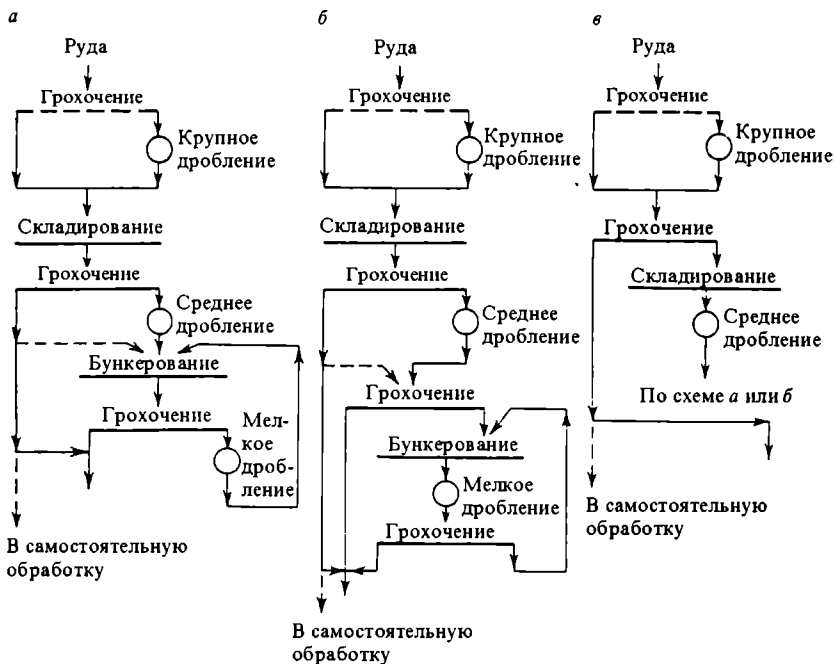 а
Руда
Грохочение
Крупное
дробление
Складирование
Грохочение
Среднее
дробление
Бункерование
Грохочение
Мел-
кое
дроб-
ление
В самостоятельную
обработку
б
Руда
Грохочение
Крупное
дробление
Складирование
Грохочение
Среднее
дробление
Грохочение
Бункерование
Мелкое
дробление
Грохочение
В самостоятельную
обработку
в
Руда
Грохочение
Крупное
дробление
Грохочение
Складирование
Среднее
дробление
По схеме а или б
В самостоятельную
обработку